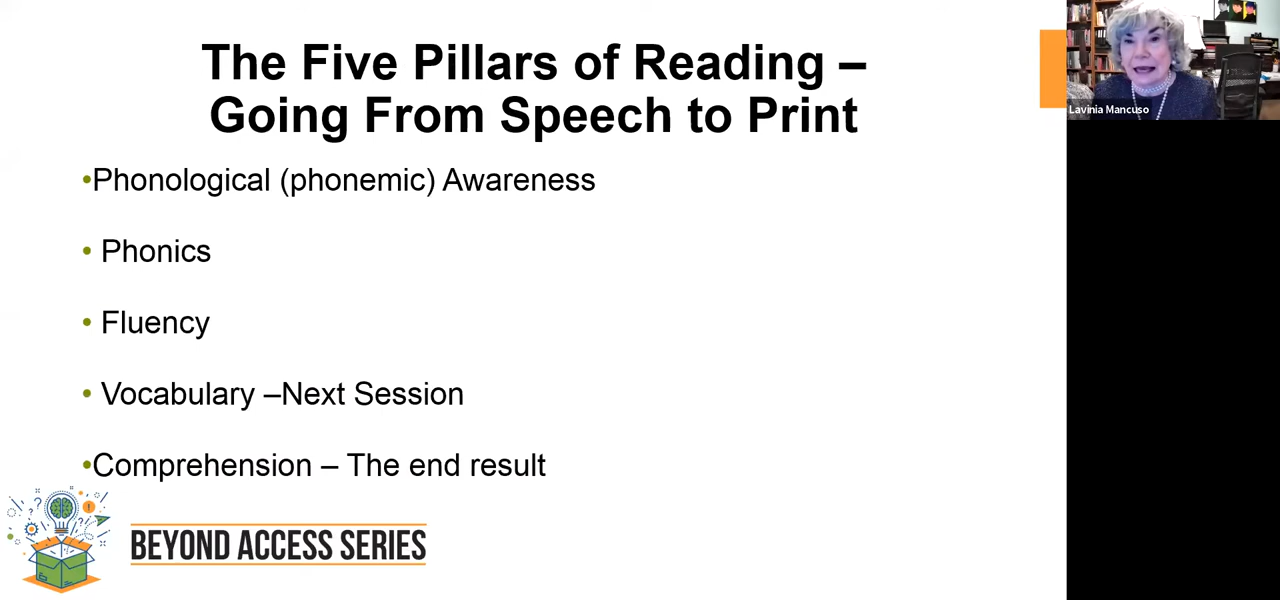 The Five Pillars of Reading –
Going From Speech to Print
•Phonological (phonemic) Awareness
• Phonics
• Fluency
• Vocabulary –Next Session
•Comprehension – The end result
BEYOND ACCESS SERIES
Lavinia Mancuso